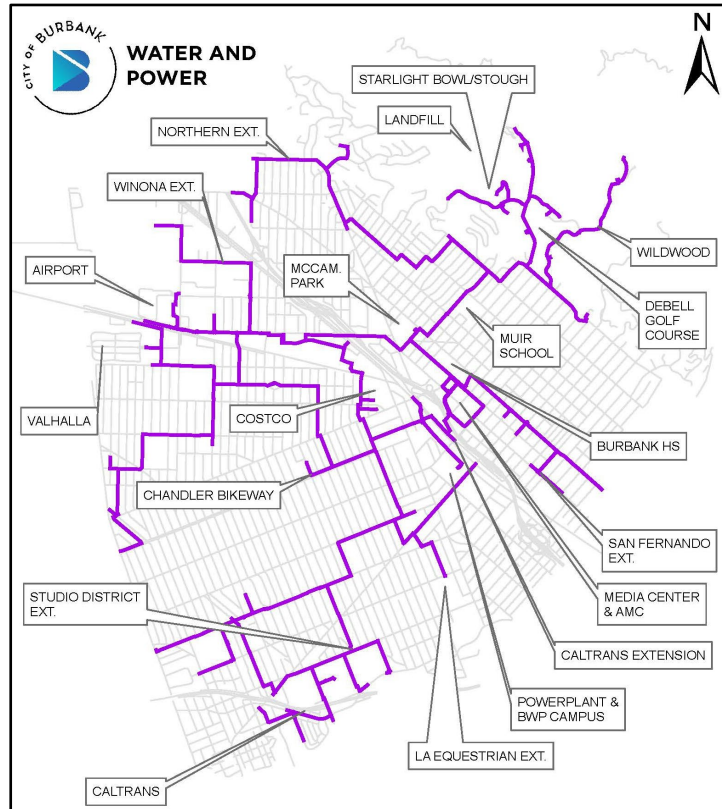 CITY OF BURBANK
WATER AND
POWER
N
STARLIGHT BOWL/STOUGH
LANDFILL
NORTHERN EXT.
WINONA EXT.
AIRPORT
MCCAM.
PARK
WILDWOOD
DEBELL
GOLF
COURSE
MUIR
SCHOOL
VALHALLA
COSTCO
BURBANK HS
CHANDLER BIKEWAY
SAN FERNANDO
EXT.
STUDIO DISTRICT
EXT.
MEDIA CENTER
& AMC
CALTRANS EXTENSION
POWERPLANT &
BWP CAMPUS
LA EQUESTRIAN EXT.
CALTRANS